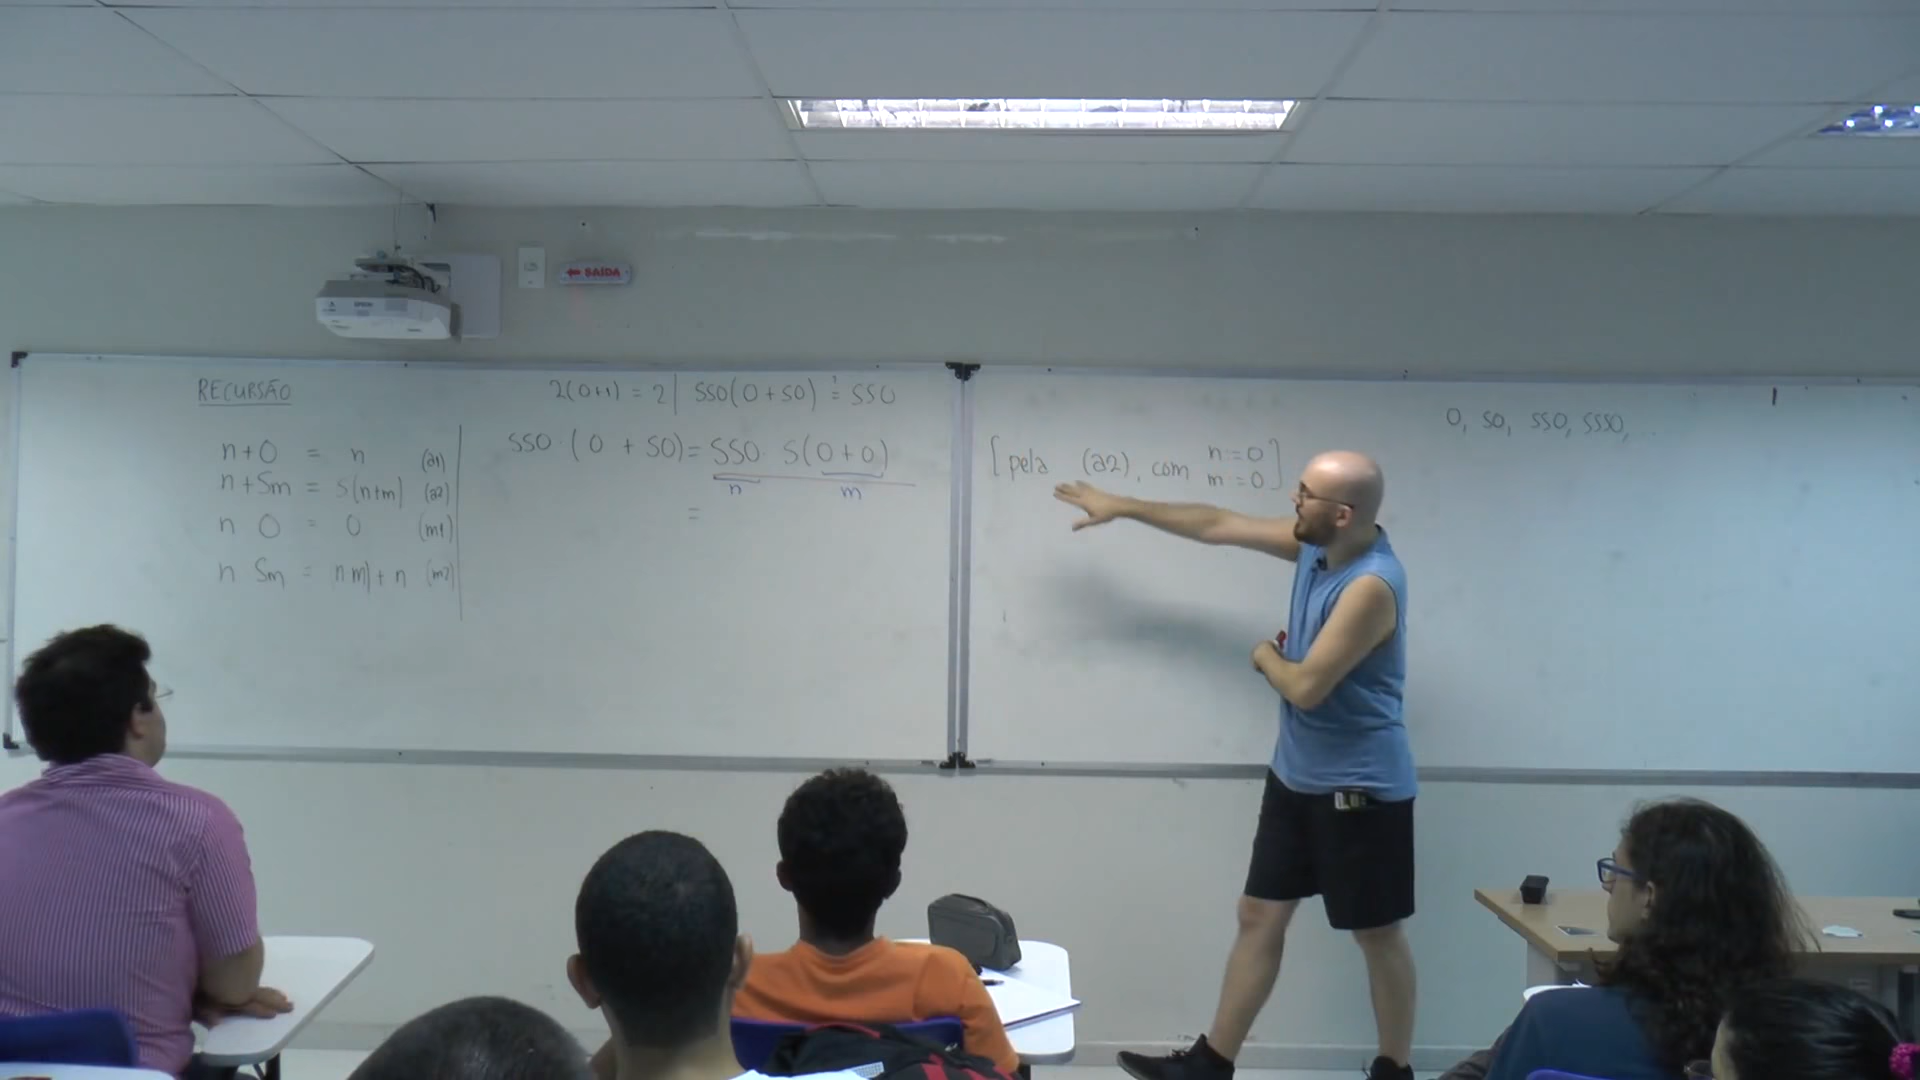 ← SAÍDA
EPSON
RECURSÃO
n + 0 = n (a1)
n + Sm = S(n+m) (a2)
n · 0 = 0 (m1)
n · Sm = (n·m) + n (m2)
2(0+1) = 2 | SS0(0 + S0) ?= SS0
SS0 · (0 + S0) = SS0 · S(0 + 0)
n m
=
[pela (a2), com n := 0
m := 0]
0, S0, SS0, SSS0, ...